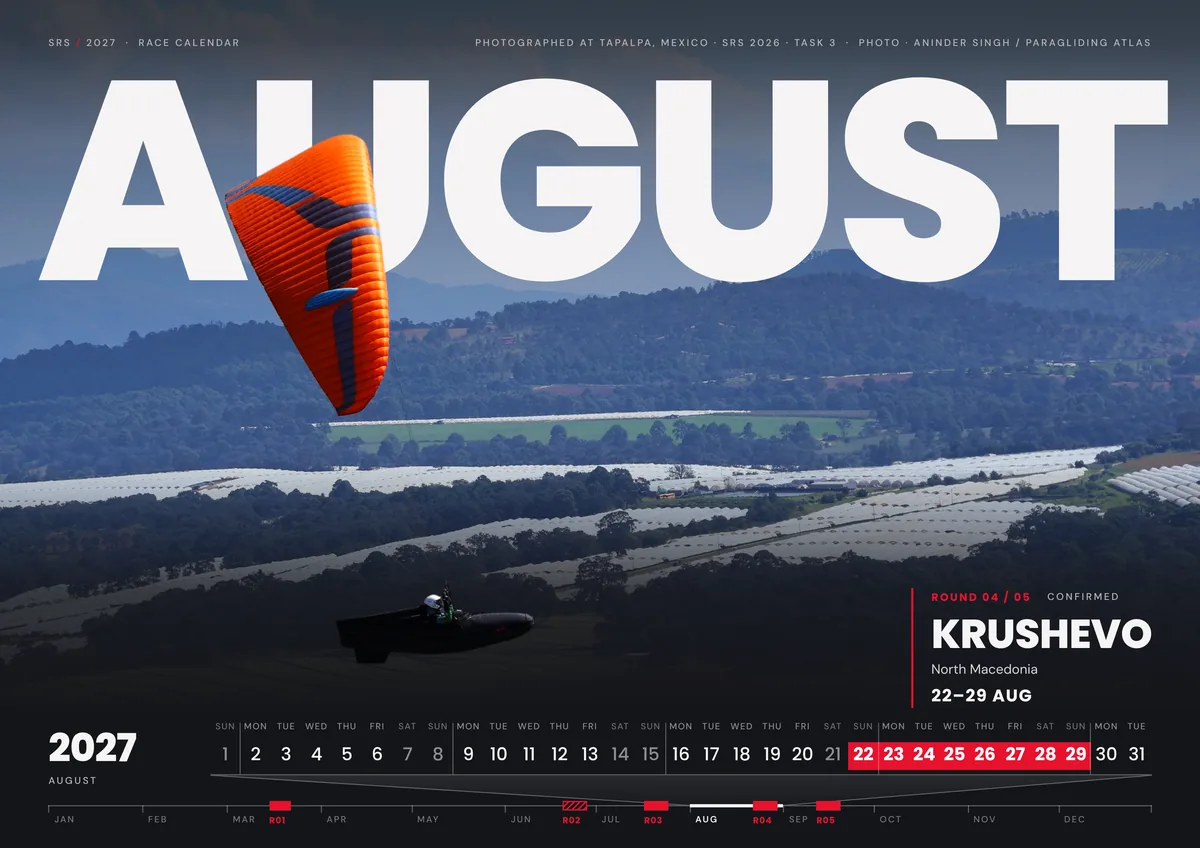 SRS / 2027 · RACE CALENDAR
PHOTOGRAPHED AT TAPALPA, MEXICO · SRS 2026 · TASK 3 · PHOTO · ANINDER SINGH / PARAGLIDING ATLAS
AUGUST
ROUND 04 / 05 CONFIRMED
KRUSHEVO
North Macedonia
22–29 AUG
2027
AUGUST
SUN MON TUE WED THU FRI SAT SUN MON TUE WED THU FRI SAT SUN MON TUE WED THU FRI SAT SUN MON TUE WED THU FRI SAT SUN MON TUE
1 2 3 4 5 6 7 8 9 10 11 12 13 14 15 16 17 18 19 20 21 22 23 24 25 26 27 28 29 30 31
JAN FEB MAR R01 APR MAY JUN R02 JUL R03 AUG R04 SEP R05 OCT NOV DEC